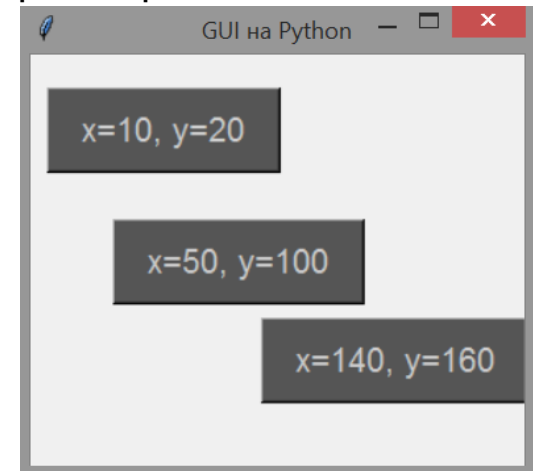 GUI на Python
x=10, y=20
x=50, y=100
x=140, y=160